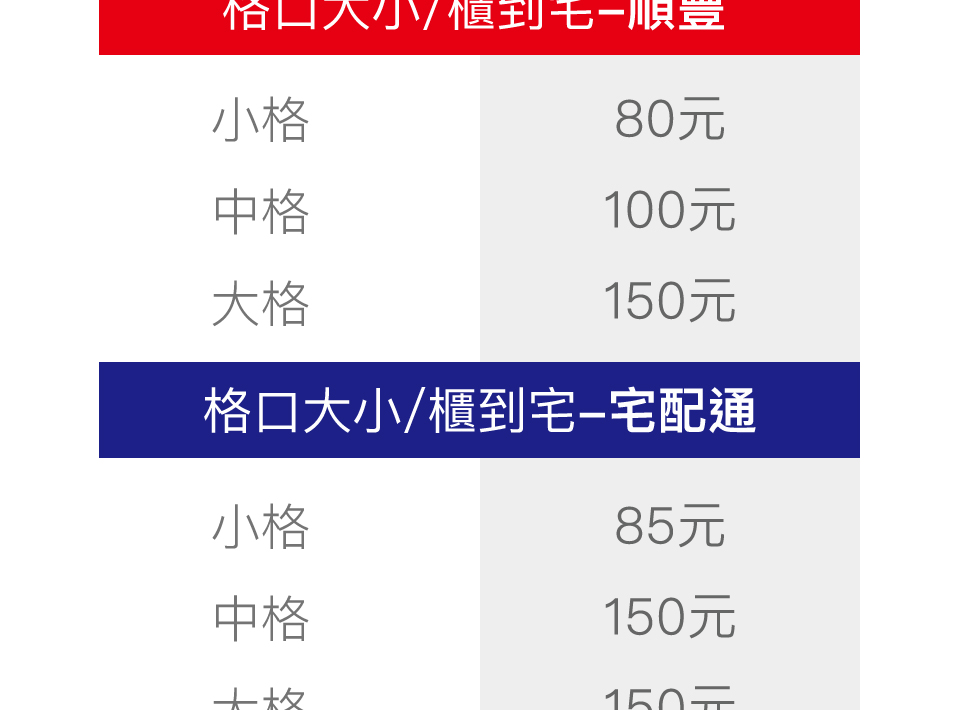 格口大小/櫃到宅–順豐
小格 80元
中格 100元
大格 150元
格口大小/櫃到宅–宅配通
小格 85元
中格 150元
大格 150元